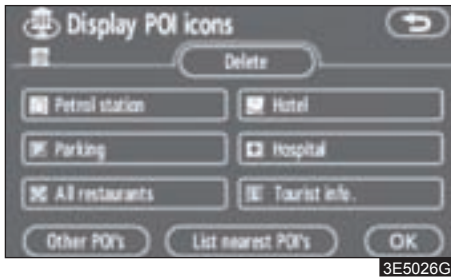 Display POI icons
Delete
Petrol station
Hotel
Parking
Hospital
All restaurants
Tourist info.
Other POI's
List nearest POI's
OK
3E5026G